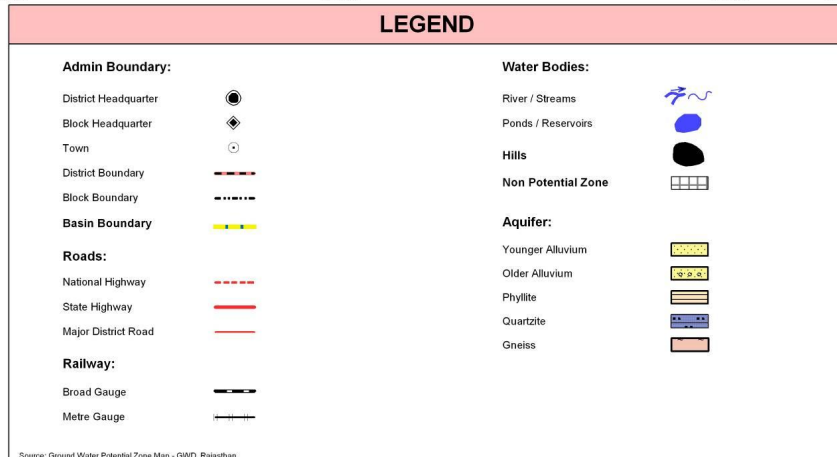 LEGEND
Admin Boundary:
District Headquarter
Block Headquarter
Town
District Boundary
Block Boundary
Basin Boundary
Roads:
National Highway
State Highway
Major District Road
Railway:
Broad Gauge
Metre Gauge
Source: Ground Water Potential Zone Map - GWD, Rajasthan
Water Bodies:
River / Streams
Ponds / Reservoirs
Hills
Non Potential Zone
Aquifer:
Younger Alluvium
Older Alluvium
Phyllite
Quartzite
Gneiss